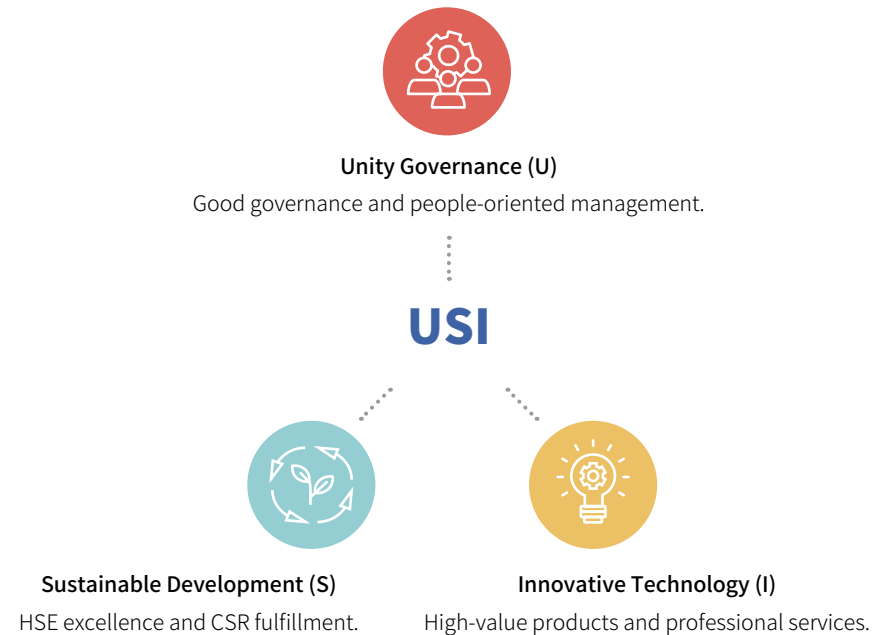 Unity Governance (U)
Good governance and people-oriented management.
USI
Sustainable Development (S)
HSE excellence and CSR fulfillment.
Innovative Technology (I)
High-value products and professional services.